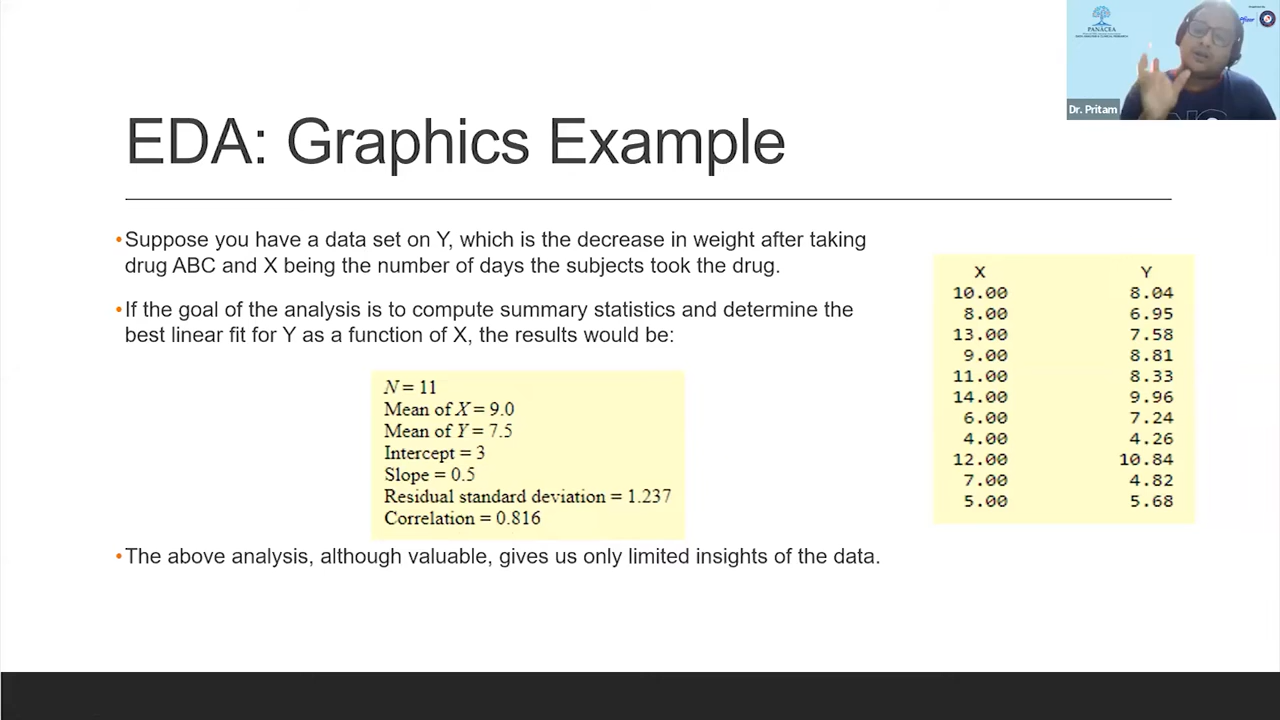 PANACEA
Pfizer
Dr. Pritam
EDA: Graphics Example
•Suppose you have a data set on Y, which is the decrease in weight after taking
drug ABC and X being the number of days the subjects took the drug.
•If the goal of the analysis is to compute summary statistics and determine the
best linear fit for Y as a function of X, the results would be:
N = 11
Mean of X = 9.0
Mean of Y = 7.5
Intercept = 3
Slope = 0.5
Residual standard deviation = 1.237
Correlation = 0.816
•The above analysis, although valuable, gives us only limited insights of the data.
X Y
10.00 8.04
8.00 6.95
13.00 7.58
9.00 8.81
11.00 8.33
14.00 9.96
6.00 7.24
4.00 4.26
12.00 10.84
7.00 4.82
5.00 5.68